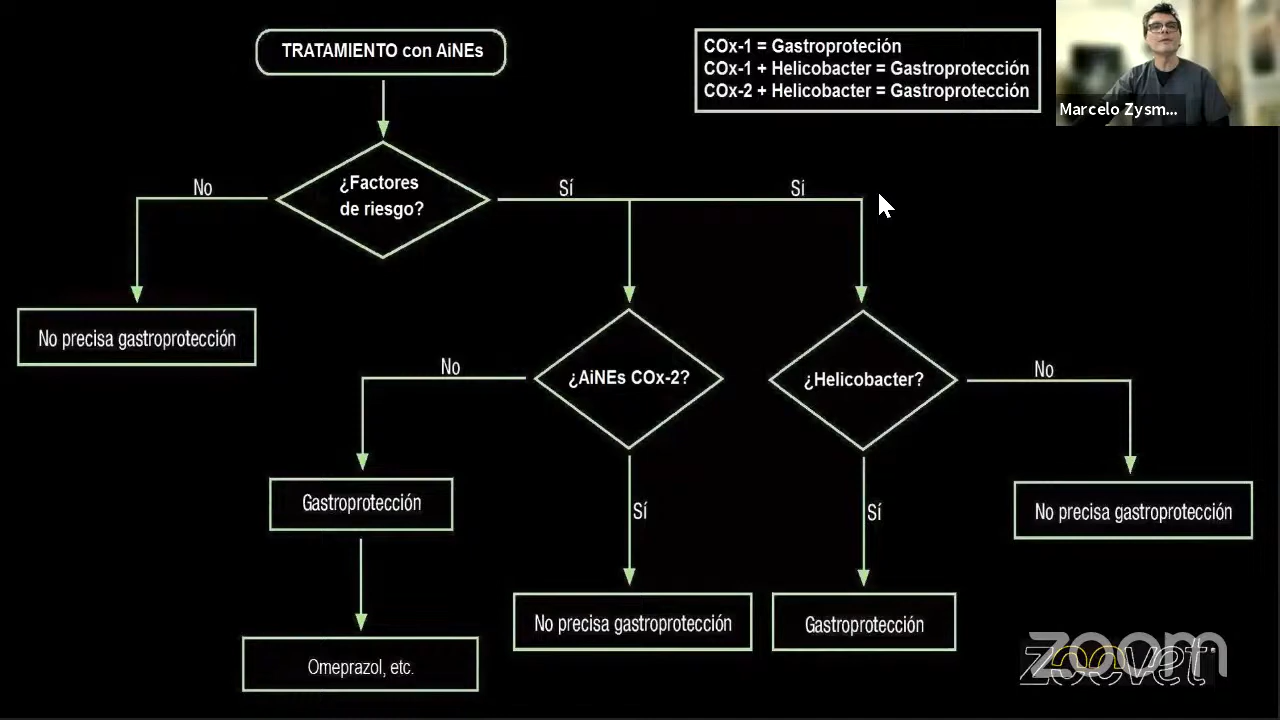 TRATAMIENTO con AiNEs
COx-1 = Gastroproteción
COx-1 + Helicobacter = Gastroprotección
COx-2 + Helicobacter = Gastroprotección
Marcelo Zysm...
¿Factores
de riesgo?
No
Sí
Sí
No precisa gastroprotección
¿AiNEs COx-2?
¿Helicobacter?
No
No
Gastroprotección
Sí
Sí
No precisa gastroprotección
Omeprazol, etc.
No precisa gastroprotección
Gastroprotección
zoovet
zoom